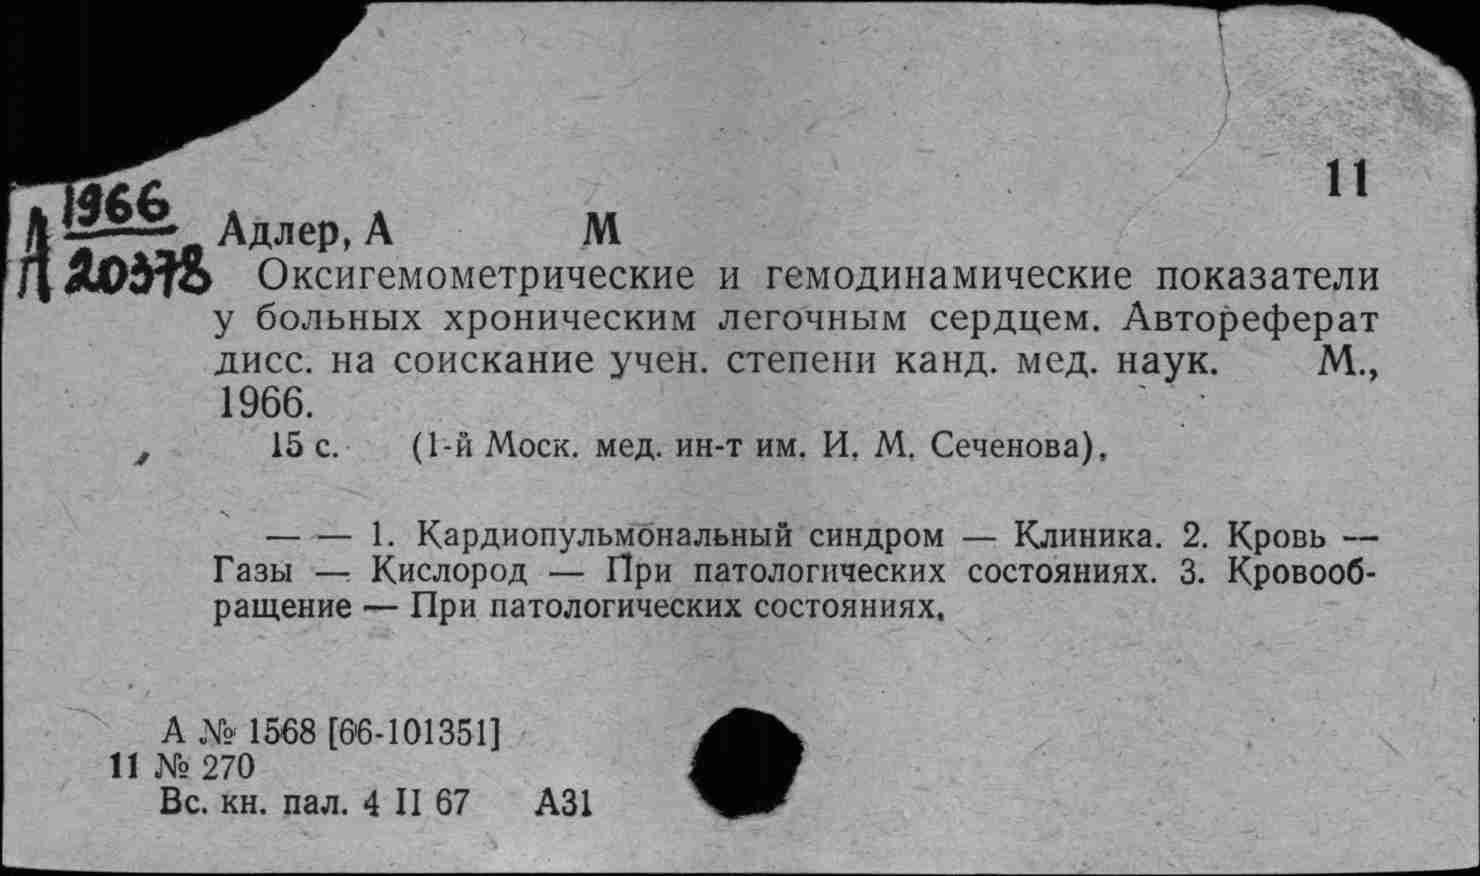 11
Л 1966
Л 20378
Адлер, А М
Оксигемометрические и гемодинамические показатели
у больных хроническим легочным сердцем. Автореферат
дисс. на соискание учен. степени канд. мед. наук. М.,
1966.
15 с. (1-й Моск. мед. ин-т им. И. М. Сеченова).
— — 1. Кардиопульмональный синдром — Клиника. 2. Кровь —
Газы — Кислород — При патологических состояниях. 3. Кровооб-
ращение — При патологических состояниях.
А № 1568 [66-101351]
11 № 270
Вс. кн. пал. 4 II 67 А31